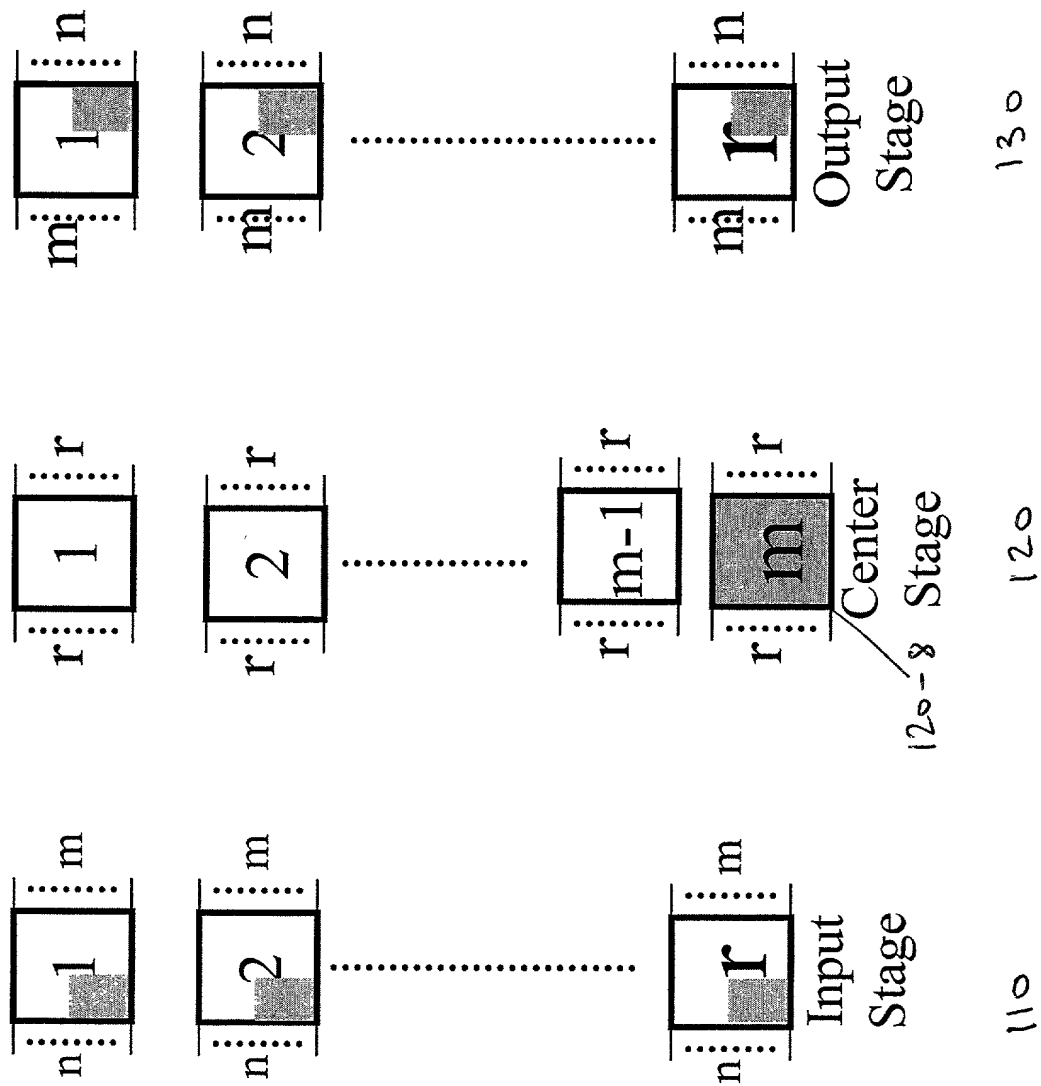 n 1 m r 1 r m 1 n
n 2 m r 2 r m 2 n
r m-1 r
n r m r m r m r n
Input Center Output
Stage Stage Stage
120-8
110 120 130